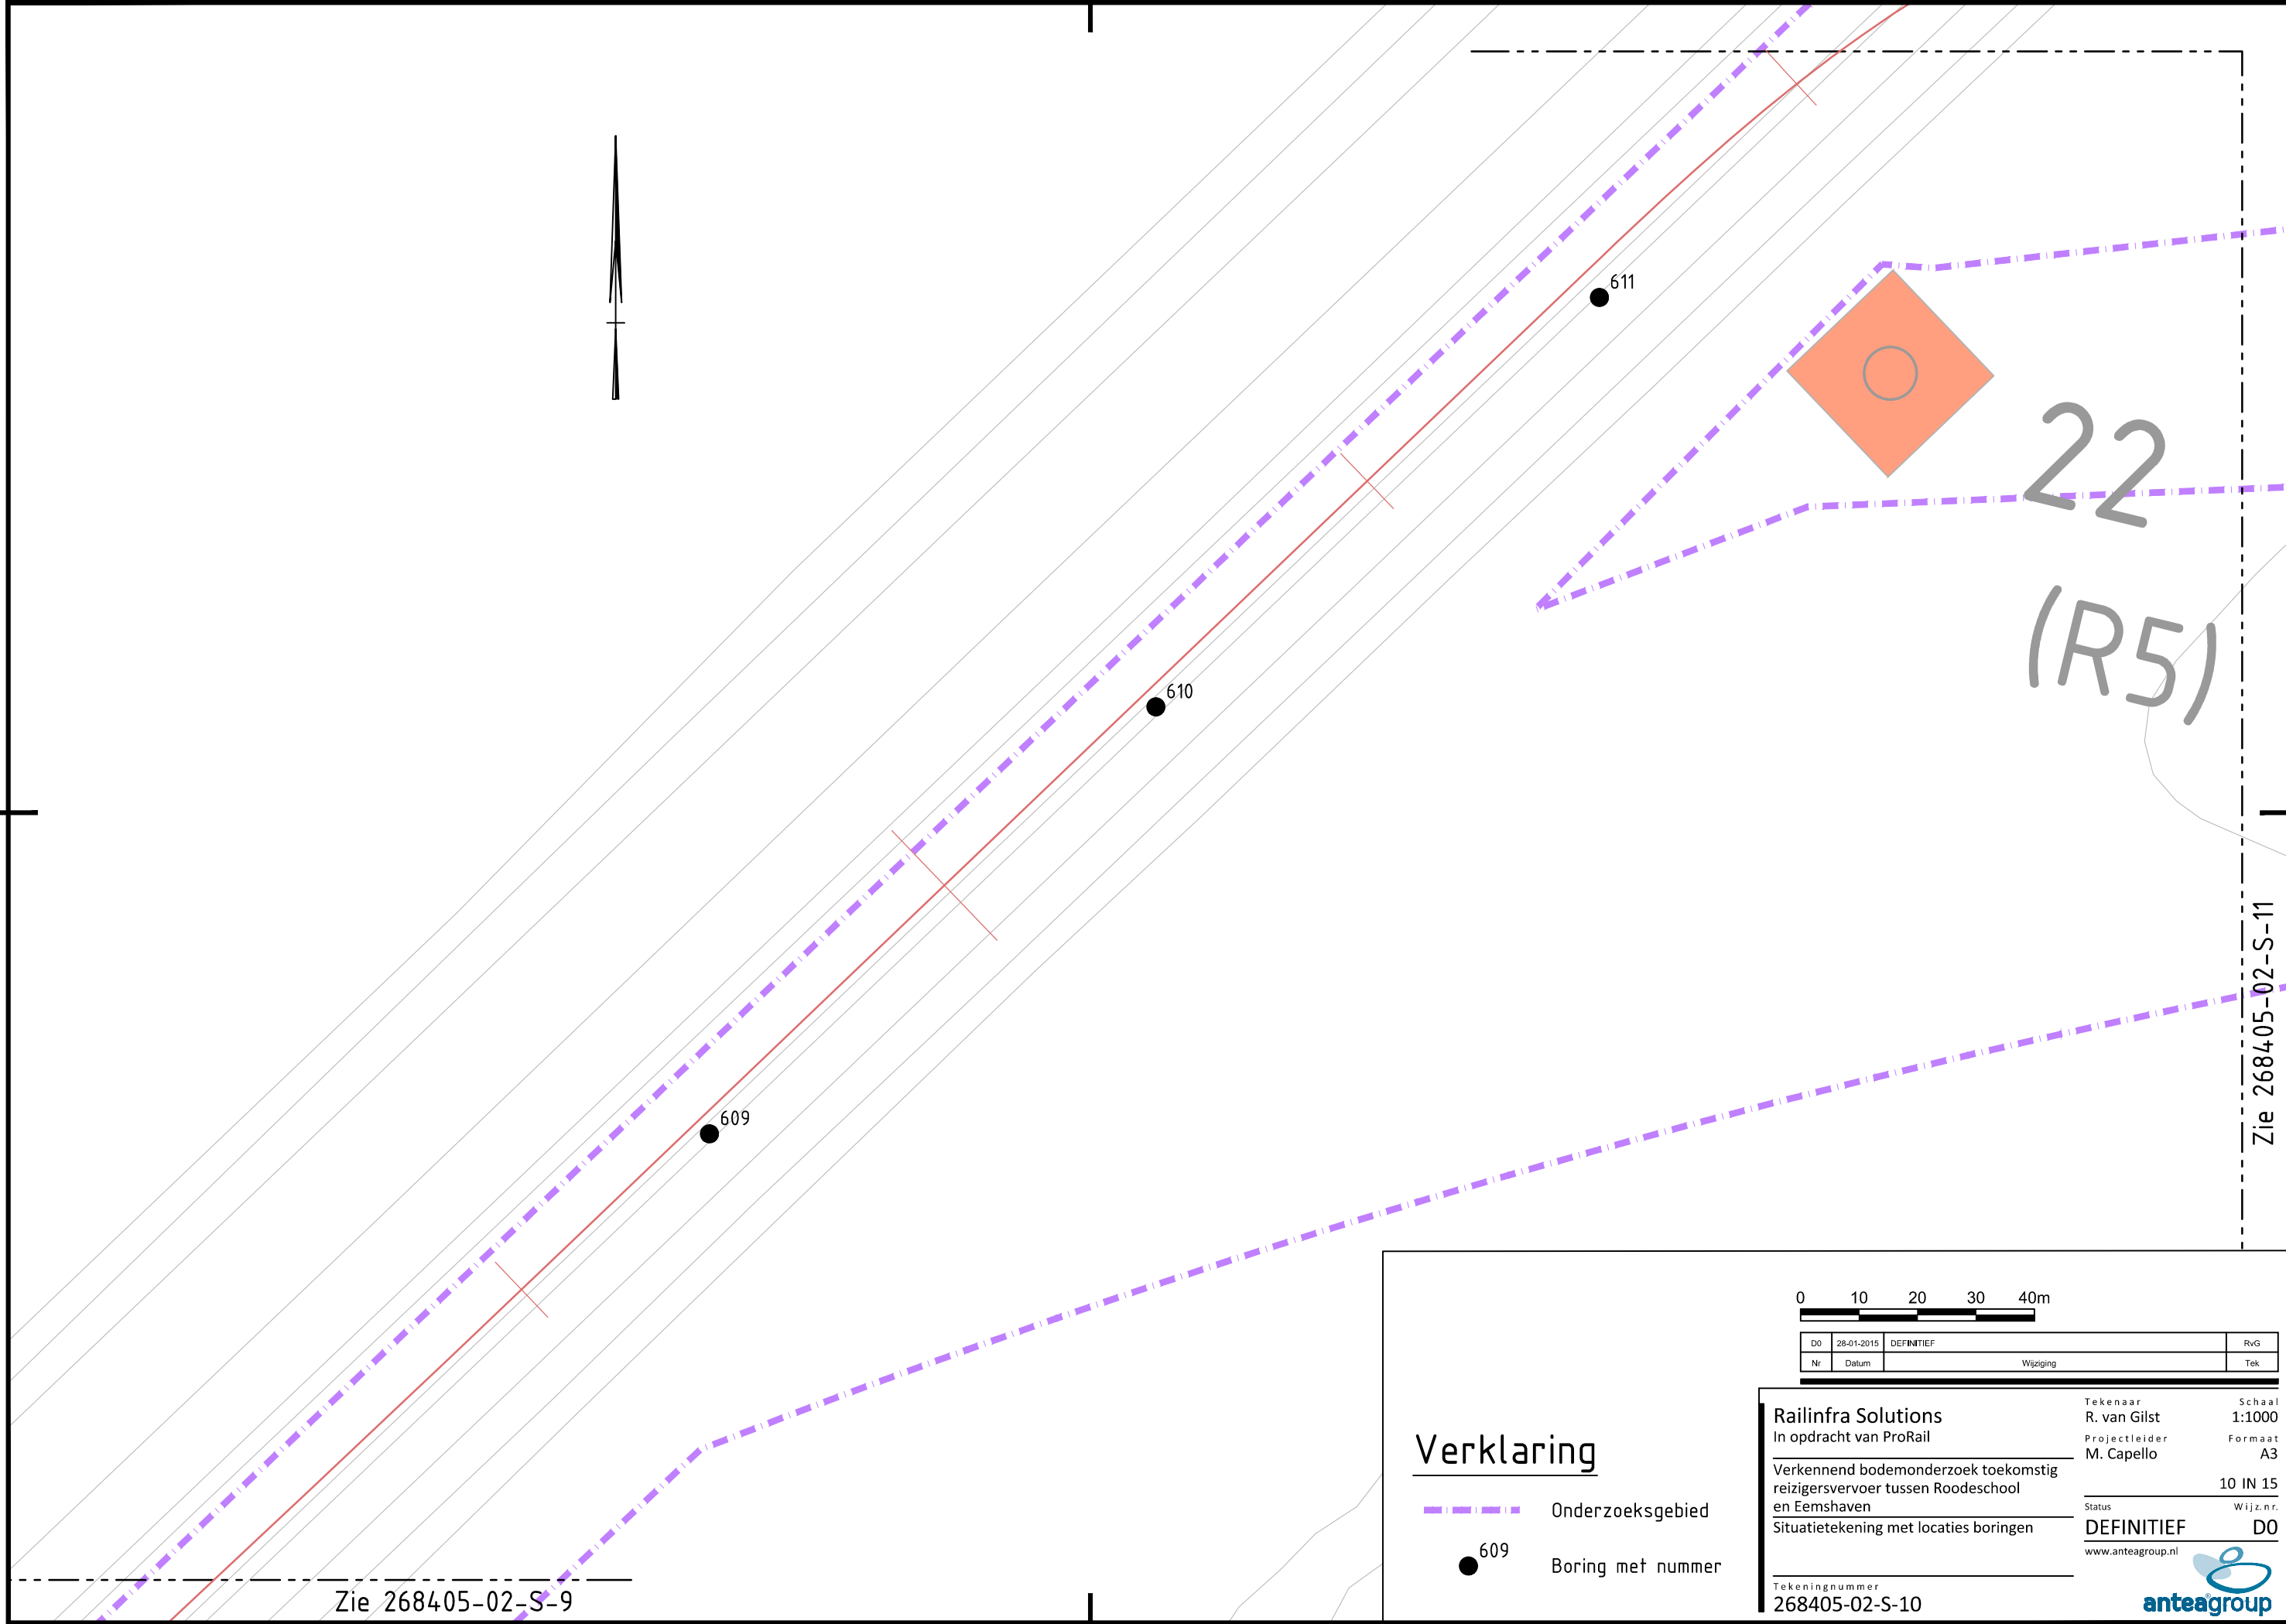 611
22
(R5)
610
609
Zie 268405-02-S-11
Zie 268405-02-S-9
Verklaring
Onderzoeksgebied
609
Boring met nummer
0 10 20 30 40m
D0 28-01-2015 DEFINITIEF RvG
Nr Datum Wijziging Tek
Railinfra Solutions
In opdracht van ProRail
Verkennend bodemonderzoek toekomstig
reizigersvervoer tussen Roodeschool
en Eemshaven
Situatietekening met locaties boringen
Tekeningnummer
268405-02-S-10
Tekenaar Schaal
R. van Gilst 1:1000
Projectleider Formaat
M. Capello A3
10 IN 15
Status Wijz.nr.
DEFINITIEF D0
www.anteagroup.nl
anteagroup